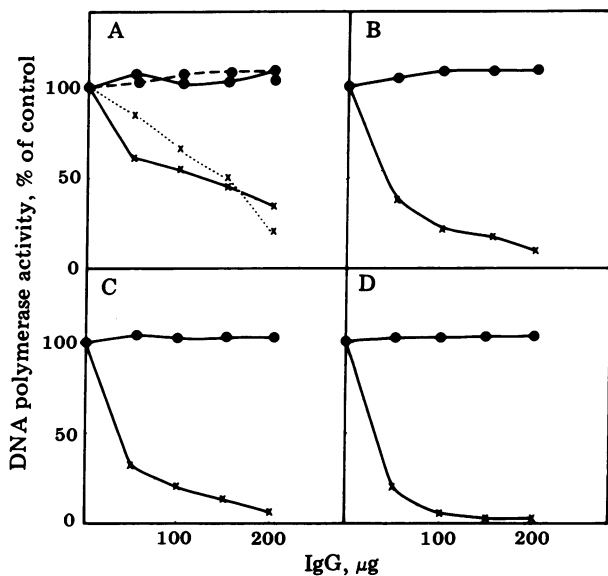 DNA polymerase activity, % of control
A
B
100
50
0
C
D
100
50
0
100
200
100
200
IgG, μg